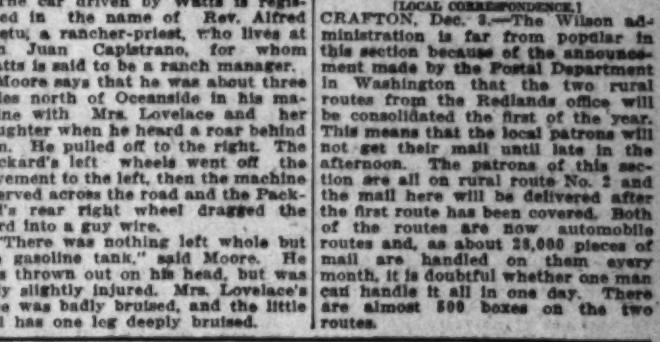 The car driven by Watts is regis-
ed in the name of Rev. Alfred
etu, a rancher-priest, who lives at
n Juan Capistrano, for whom
atts is said to be a ranch manager.
Moore says that he was about three
les north of Oceanside in his ma-
ine with Mrs. Lovelace and her
ughter when he heard a roar behind
m. He pulled off to the right. The
ckard's left wheels went off the
vement to the left, then the machine
erved across the road and the Pack-
d's rear right wheel dragged the
rd into a guy wire.
"There was nothing left whole but
e gasoline tank," said Moore. He
s thrown out on his head, but was
ly slightly injured. Mrs. Lovelace's
e was badly bruised, and the little
l has one leg deeply bruised.
[LOCAL CORRESPONDENCE.]
CRAFTON, Dec. 3.—The Wilson ad-
ministration is far from popular in
this section because of the announce-
ment made by the Postal Department
in Washington that the two rural
routes from the Redlands office will
be consolidated the first of the year.
This means that the local patrons will
not get their mail until late in the
afternoon. The patrons of this sec-
tion are all on rural route No. 2 and
the mail here will be delivered after
the first route has been covered. Both
of the routes are now automobile
routes and, as about 28,000 pieces of
mail are handled on them every
month, it is doubtful whether one man
can handle it all in one day. There
are almost 500 boxes on the two
routes.